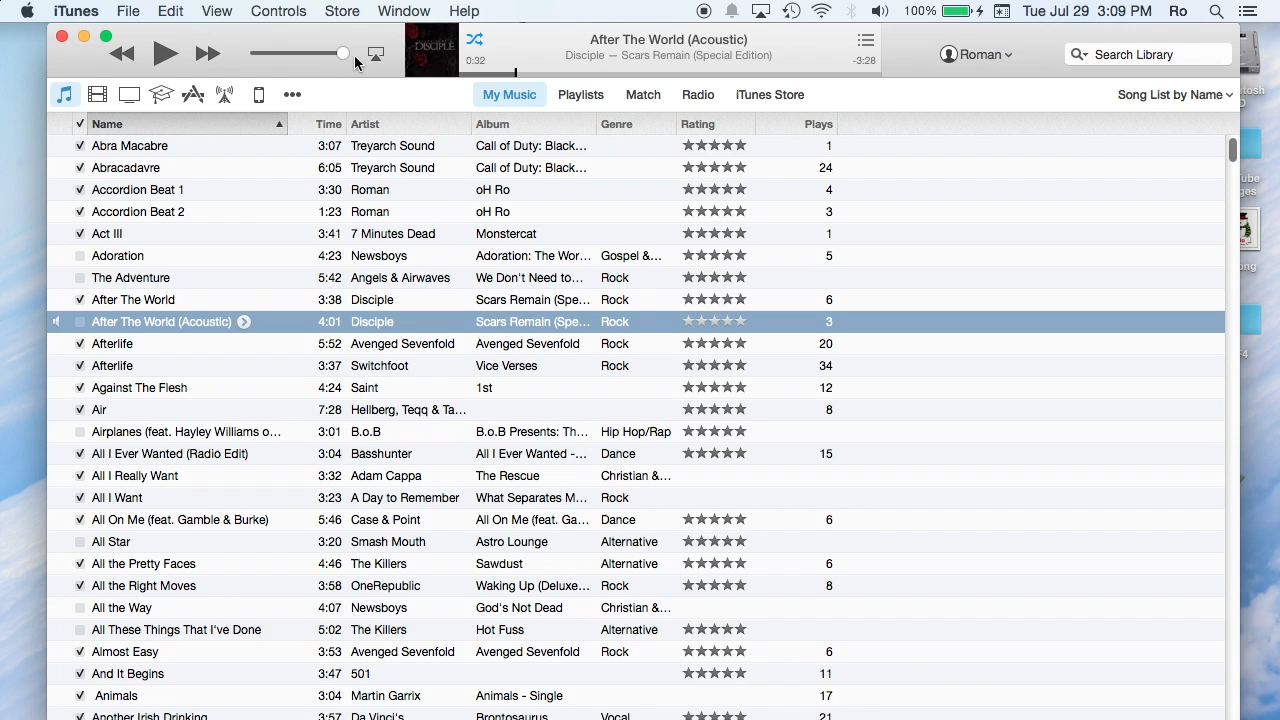 iTunes File Edit View Controls Store Window Help 100% Tue Jul 29 3:09 PM Ro
DISCIPLE
After The World (Acoustic)
Disciple — Scars Remain (Special Edition)
0:32 -3:28
Roman
Search Library
My Music Playlists Match Radio iTunes Store Song List by Name
Name Time Artist Album Genre Rating Plays
Abra Macabre 3:07 Treyarch Sound Call of Duty: Black... ★★★★★ 1
Abracadavre 6:05 Treyarch Sound Call of Duty: Black... ★★★★★ 24
Accordion Beat 1 3:30 Roman oH Ro ★★★★★ 4
Accordion Beat 2 1:23 Roman oH Ro ★★★★★ 3
Act III 3:41 7 Minutes Dead Monstercat ★★★★★ 1
Adoration 4:23 Newsboys Adoration: The Wor... Gospel &... ★★★★★ 5
The Adventure 5:42 Angels & Airwaves We Don't Need to... Rock ★★★★★
After The World 3:38 Disciple Scars Remain (Spe... Rock ★★★★★ 6
After The World (Acoustic) 4:01 Disciple Scars Remain (Spe... Rock ★★★★★ 3
Afterlife 5:52 Avenged Sevenfold Avenged Sevenfold Rock ★★★★★ 20
Afterlife 3:37 Switchfoot Vice Verses Rock ★★★★★ 34
Against The Flesh 4:24 Saint 1st ★★★★★ 12
Air 7:28 Hellberg, Teqq & Ta... ★★★★★ 8
Airplanes (feat. Hayley Williams o... 3:01 B.o.B B.o.B Presents: Th... Hip Hop/Rap ★★★★★
All I Ever Wanted (Radio Edit) 3:04 Basshunter All I Ever Wanted -... Dance ★★★★★ 15
All I Really Want 3:32 Adam Cappa The Rescue Christian &...
All I Want 3:23 A Day to Remember What Separates M... Rock
All On Me (feat. Gamble & Burke) 5:46 Case & Point All On Me (feat. Ga... Dance ★★★★★ 6
All Star 3:20 Smash Mouth Astro Lounge Alternative ★★★★★
All the Pretty Faces 4:46 The Killers Sawdust Alternative ★★★★★ 6
All the Right Moves 3:58 OneRepublic Waking Up (Deluxe... Rock ★★★★★ 8
All the Way 4:07 Newsboys God's Not Dead Christian &...
All These Things That I've Done 5:02 The Killers Hot Fuss Alternative ★★★★★
Almost Easy 3:53 Avenged Sevenfold Avenged Sevenfold Rock ★★★★★ 6
And It Begins 3:47 501 ★★★★★ 11
Animals 3:04 Martin Garrix Animals - Single 17
Another Irish Drinking 3:57 Da Vinci's Brontosaurus Vocal ★★★★★ 21